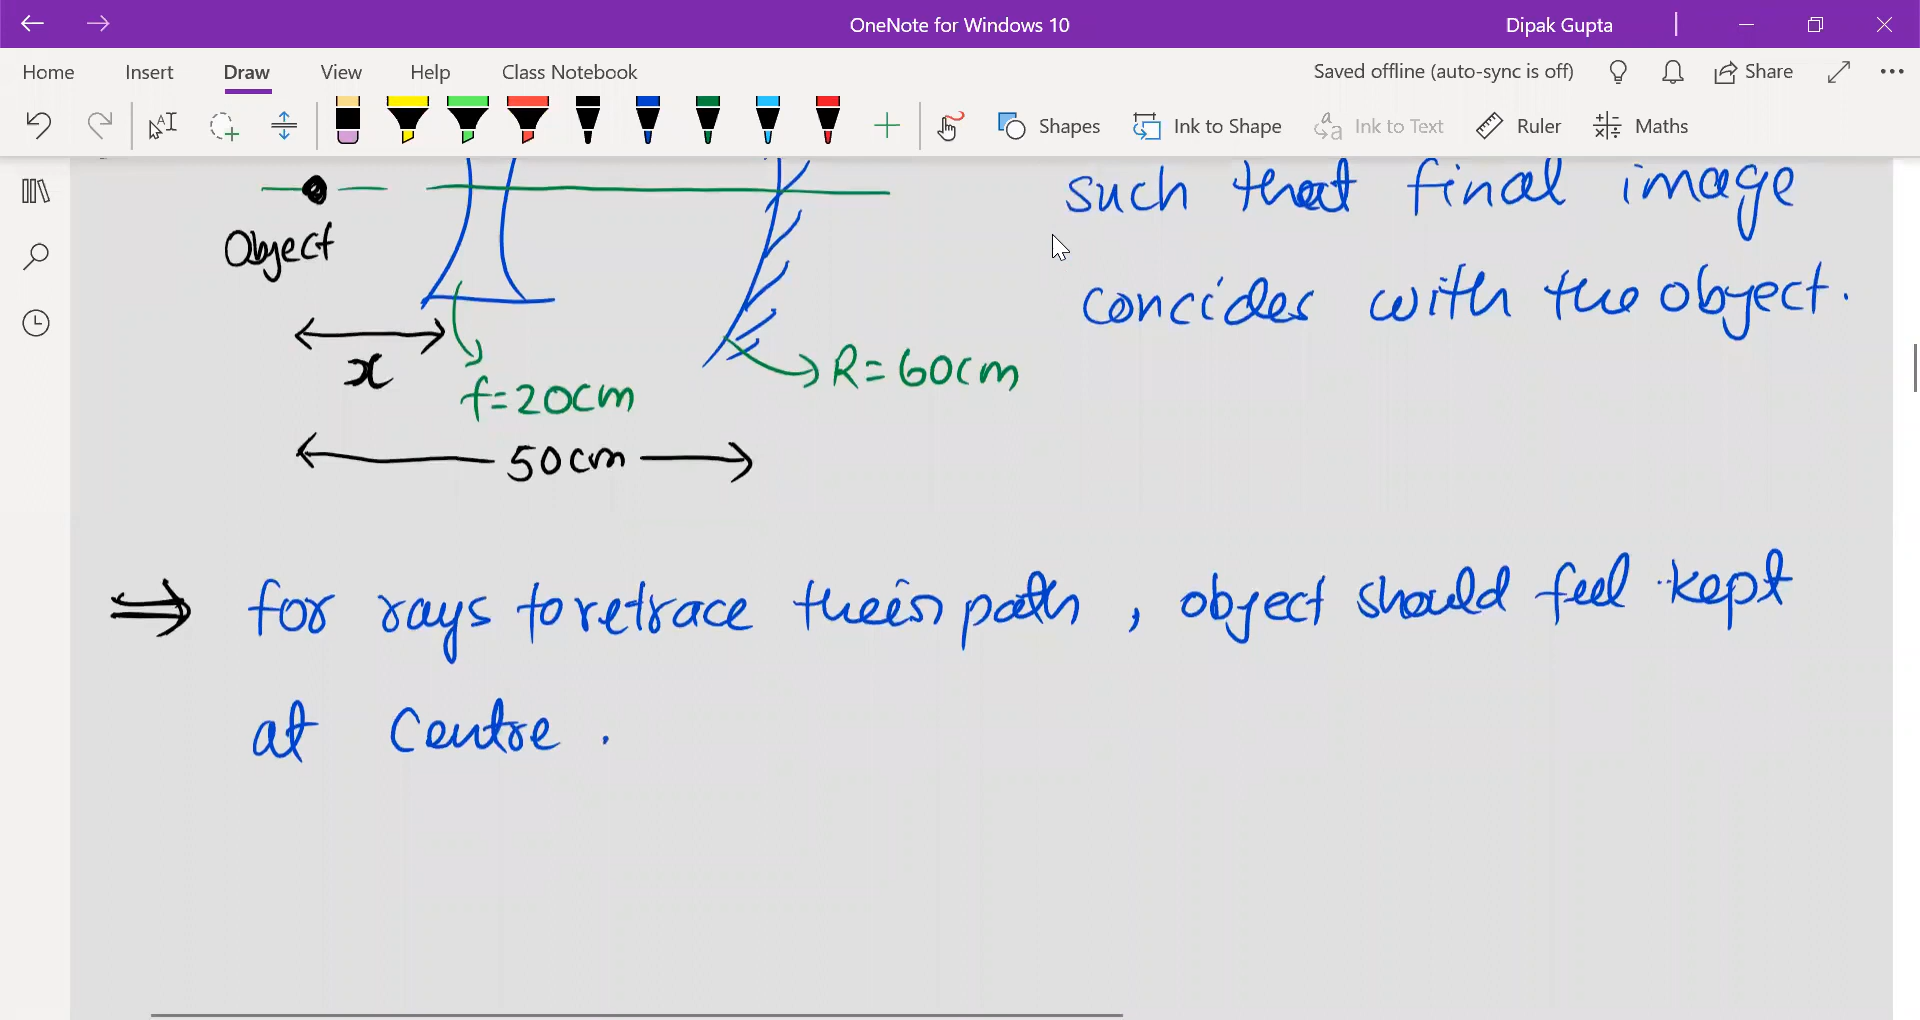 OneNote for Windows 10
Dipak Gupta
Home Insert Draw View Help Class Notebook
Saved offline (auto-sync is off) Share
Shapes Ink to Shape Ink to Text Ruler Maths
such that final image
Object
concides with the object.
x
R = 60cm
f = 20cm
50cm
⇒ for rays to retrace their path, object should feel kept
at Centre.